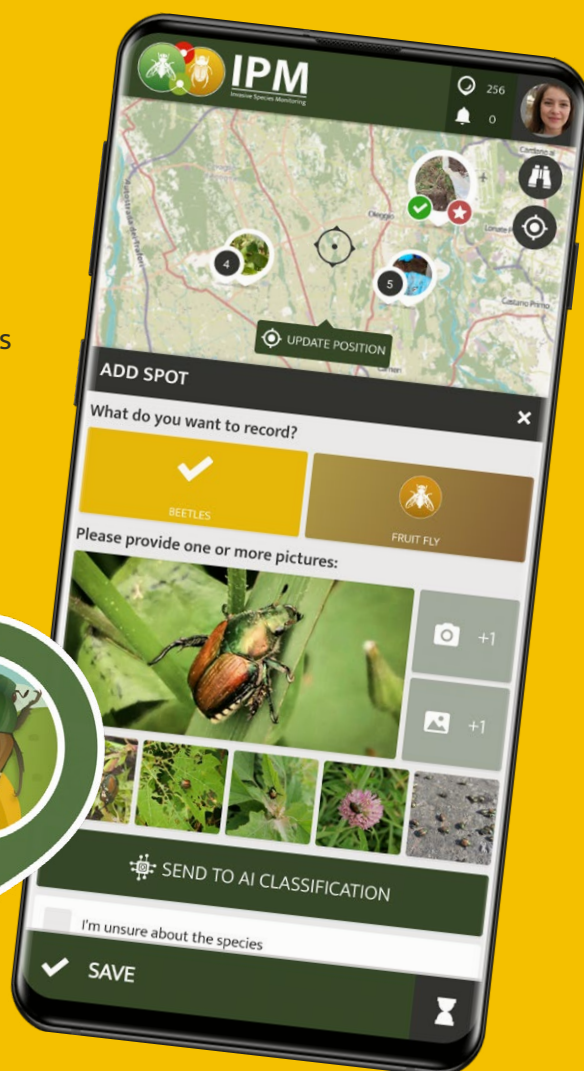 IPM
Invasive Species Monitoring
256
0
Oleggio
4
5
UPDATE POSITION
s
ADD SPOT
×
What do you want to record?
BEETLES
FRUIT FLY
Please provide one or more pictures:
+1
+1
SEND TO AI CLASSIFICATION
I'm unsure about the species
SAVE